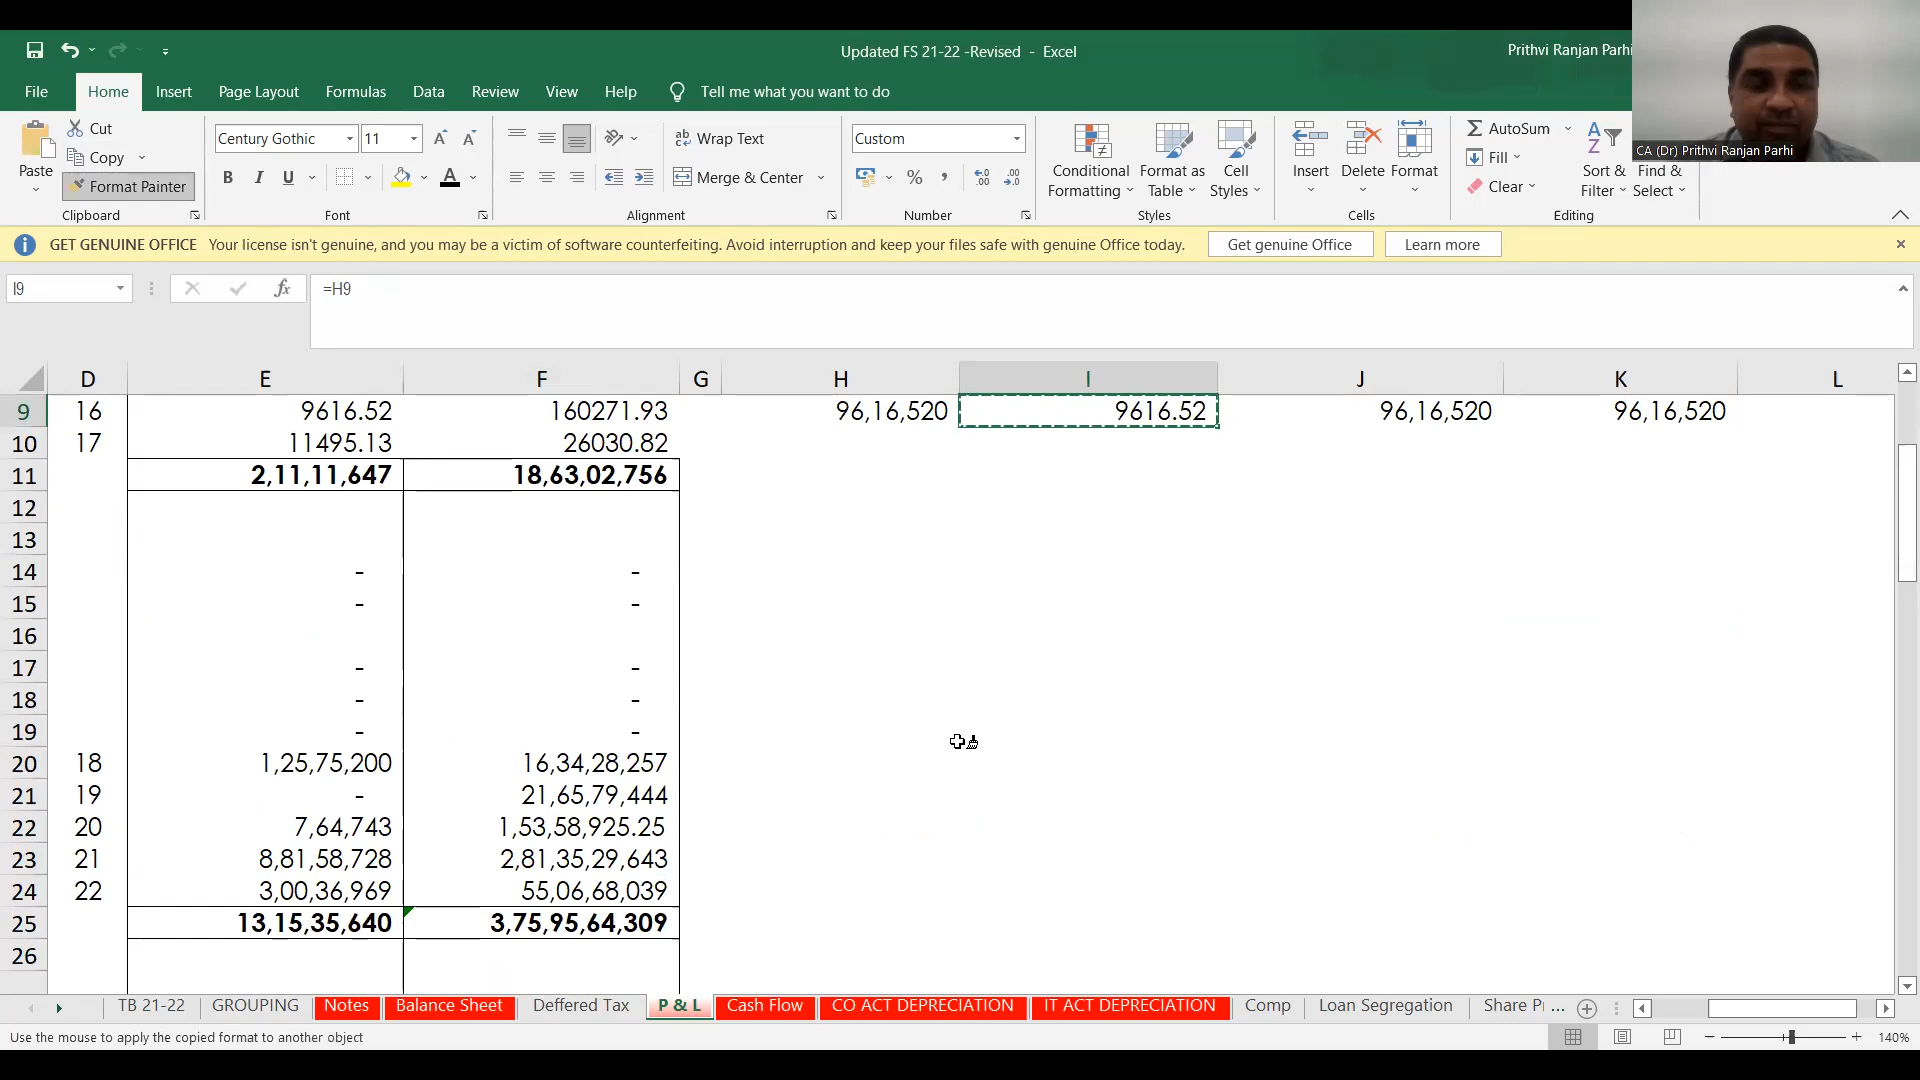 Updated FS 21-22 -Revised - Excel
Prithvi Ranjan Parhi
File Home Insert Page Layout Formulas Data Review View Help Tell me what you want to do
Cut
Copy
Format Painter
Paste
Clipboard
Century Gothic 11
B I U A
Font
ab Wrap Text
Merge & Center
Alignment
Custom
% ,
Number
Conditional Formatting
Format as Table
Cell Styles
Styles
Insert Delete Format
Cells
AutoSum
Fill
Clear
Sort & Filter
Find & Select
Editing
CA (Dr) Prithvi Ranjan Parhi
GET GENUINE OFFICE Your license isn't genuine, and you may be a victim of software counterfeiting. Avoid interruption and keep your files safe with genuine Office today. Get genuine Office Learn more
I9 fx =H9
D E F G H I J K L
9 16 9616.52 160271.93 96,16,520 9616.52 96,16,520 96,16,520
10 17 11495.13 26030.82
11 2,11,11,647 18,63,02,756
12
13
14 - -
15 - -
16
17 - -
18 - -
19 - -
20 18 1,25,75,200 16,34,28,257
21 19 - 21,65,79,444
22 20 7,64,743 1,53,58,925.25
23 21 8,81,58,728 2,81,35,29,643
24 22 3,00,36,969 55,06,68,039
25 13,15,35,640 3,75,95,64,309
26
TB 21-22 GROUPING Notes Balance Sheet Deffered Tax P & L Cash Flow CO ACT DEPRECIATION IT ACT DEPRECIATION Comp Loan Segregation Share P ...
Use the mouse to apply the copied format to another object
140%